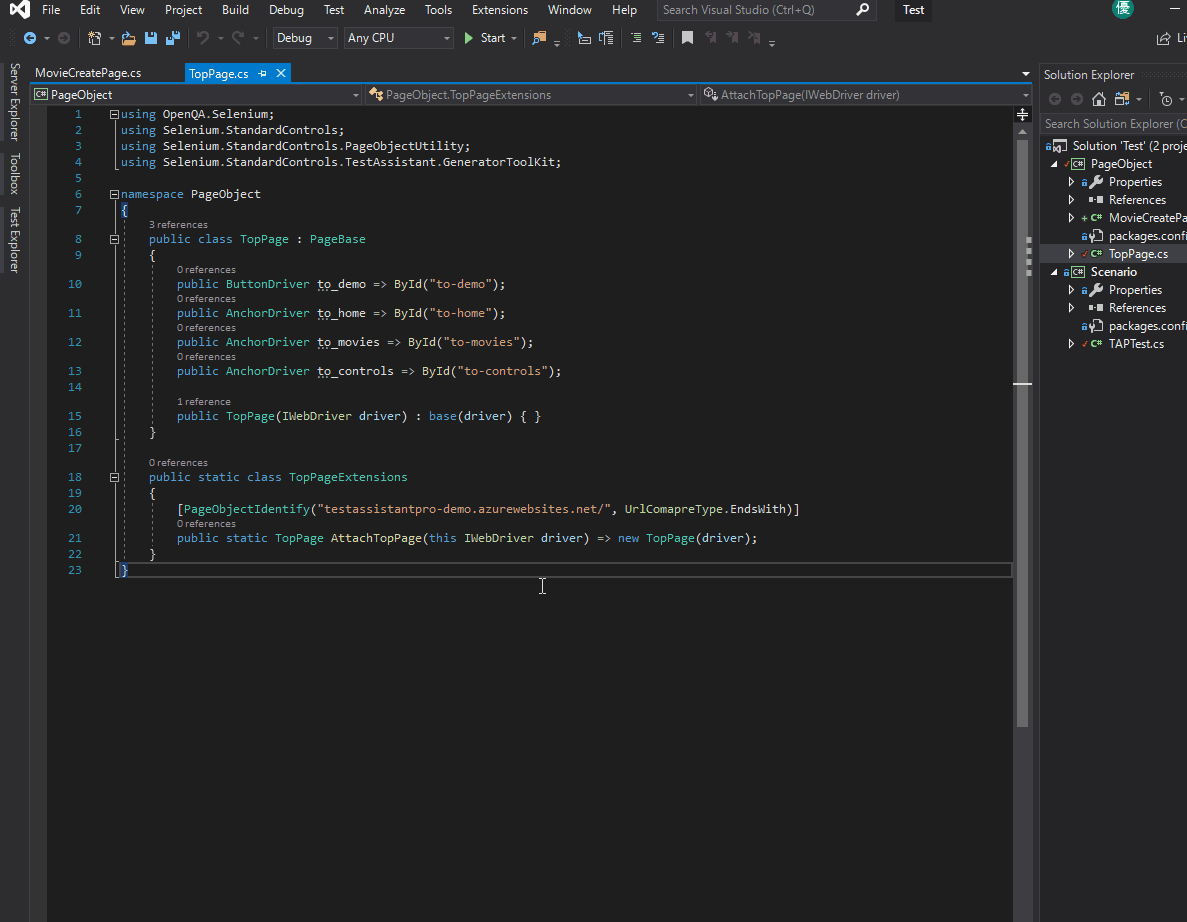 File Edit View Project Build Debug Test Analyze Tools Extensions Window Help Search Visual Studio (Ctrl+Q) Test 優
Debug Any CPU Start Li
Server Explorer
Toolbox
Test Explorer
MovieCreatePage.cs TopPage.cs
PageObject PageObject.TopPageExtensions AttachTopPage(IWebDriver driver)
1 using OpenQA.Selenium;
2 using Selenium.StandardControls;
3 using Selenium.StandardControls.PageObjectUtility;
4 using Selenium.StandardControls.TestAssistant.GeneratorToolKit;
5
6 namespace PageObject
7 {
3 references
8 public class TopPage : PageBase
9 {
0 references
10 public ButtonDriver to_demo => ById("to-demo");
0 references
11 public AnchorDriver to_home => ById("to-home");
0 references
12 public AnchorDriver to_movies => ById("to-movies");
0 references
13 public AnchorDriver to_controls => ById("to-controls");
14
1 reference
15 public TopPage(IWebDriver driver) : base(driver) { }
16 }
17
0 references
18 public static class TopPageExtensions
19 {
20 [PageObjectIdentify("testassistantpro-demo.azurewebsites.net/", UrlComapreType.EndsWith)]
0 references
21 public static TopPage AttachTopPage(this IWebDriver driver) => new TopPage(driver);
22 }
23 }
Solution Explorer
Search Solution Explorer (C
Solution 'Test' (2 proje
C# PageObject
Properties
References
C# MovieCreatePa
packages.confi
C# TopPage.cs
C# Scenario
Properties
References
packages.confi
C# TAPTest.cs